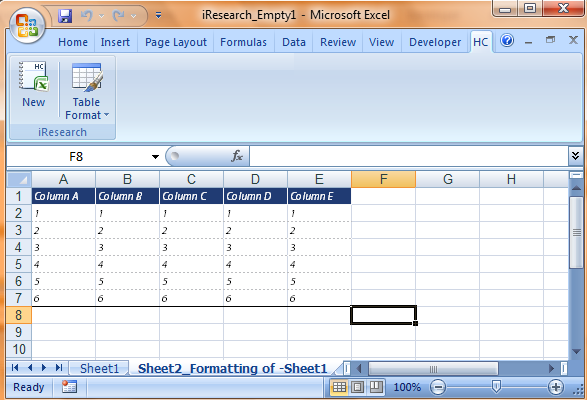 iResearch_Empty1 - Microsoft Excel
Home Insert Page Layout Formulas Data Review View Developer HC
HC
New Table Format
iResearch
F8 fx
A B C D E F G H
1 Column A Column B Column C Column D Column E
2 1 1 1 1 1
3 2 2 2 2 2
4 3 3 3 3 3
5 4 4 4 4 4
6 5 5 5 5 5
7 6 6 6 6 6
8
9
10
Sheet1 Sheet2_Formatting of -Sheet1
Ready 100%